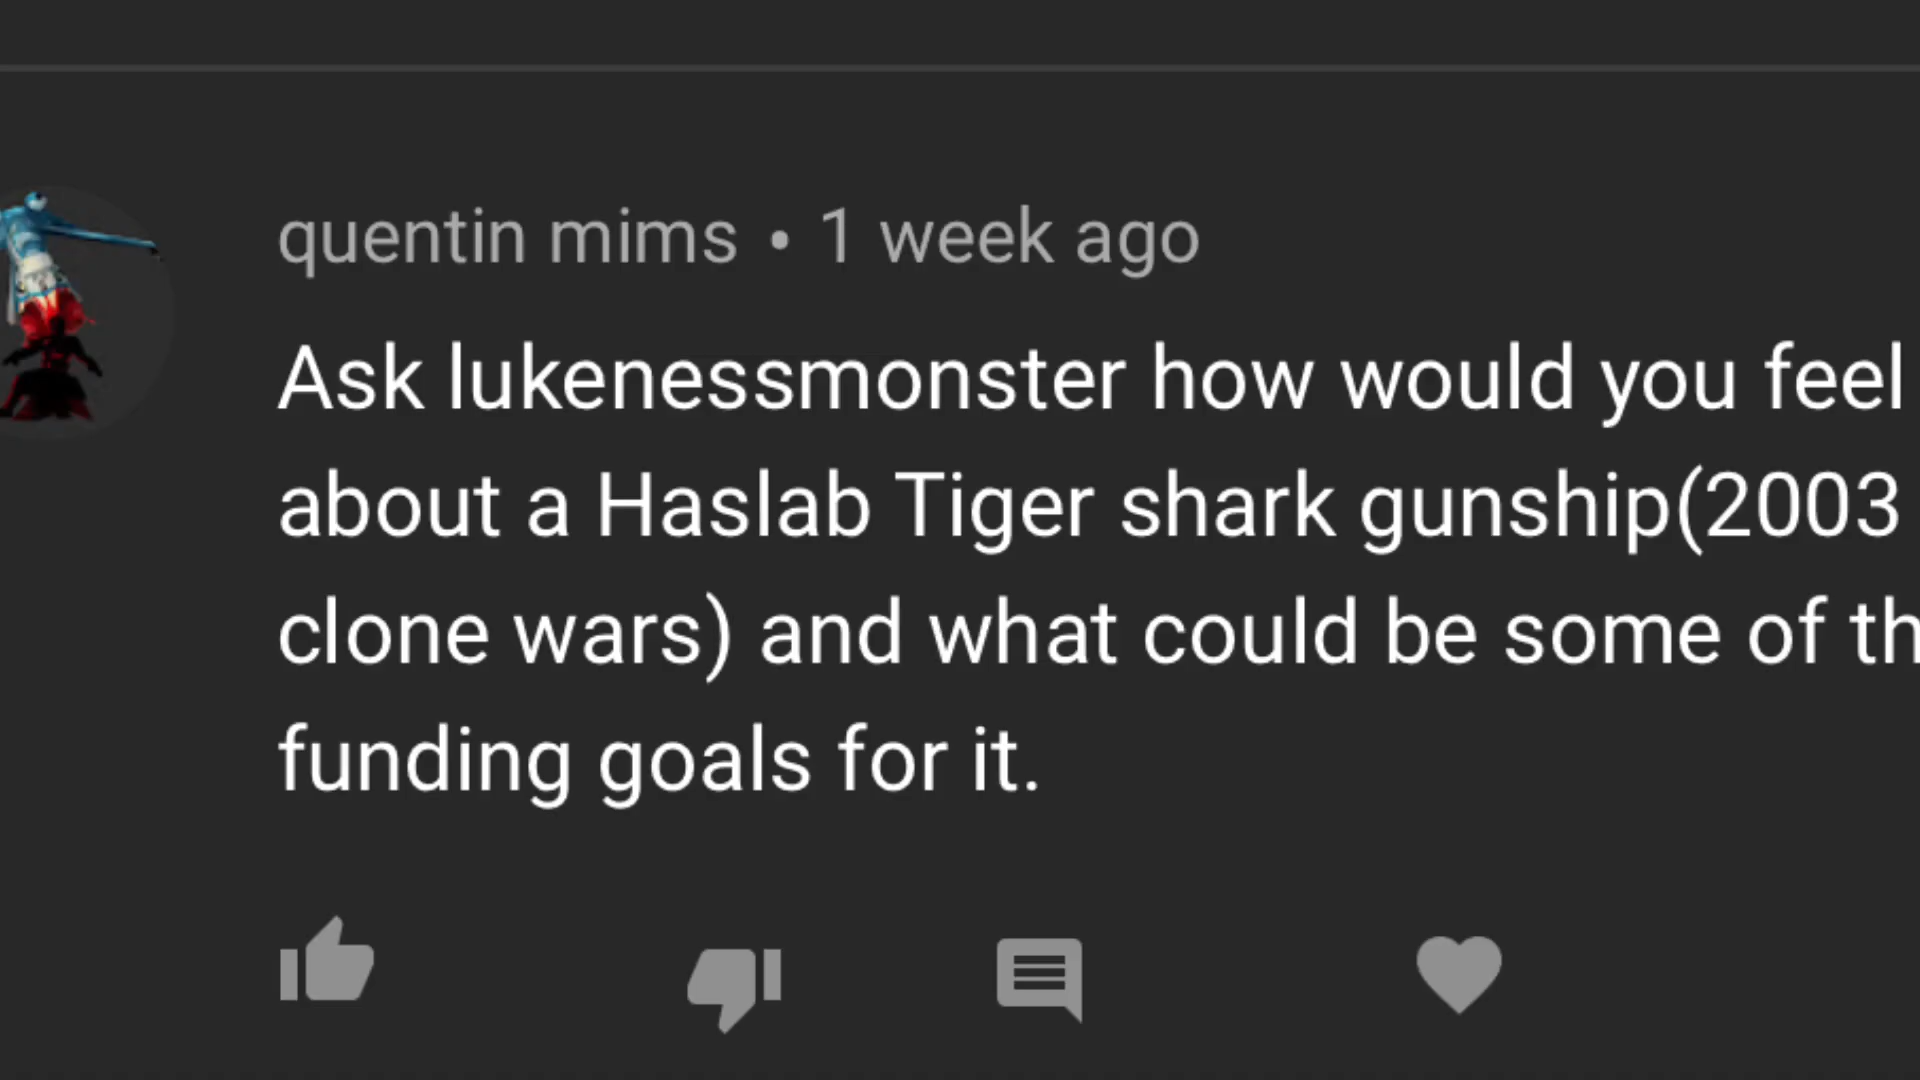 quentin mims • 1 week ago
Ask lukenessmonster how would you feel
about a Haslab Tiger shark gunship(2003
clone wars) and what could be some of th
funding goals for it.